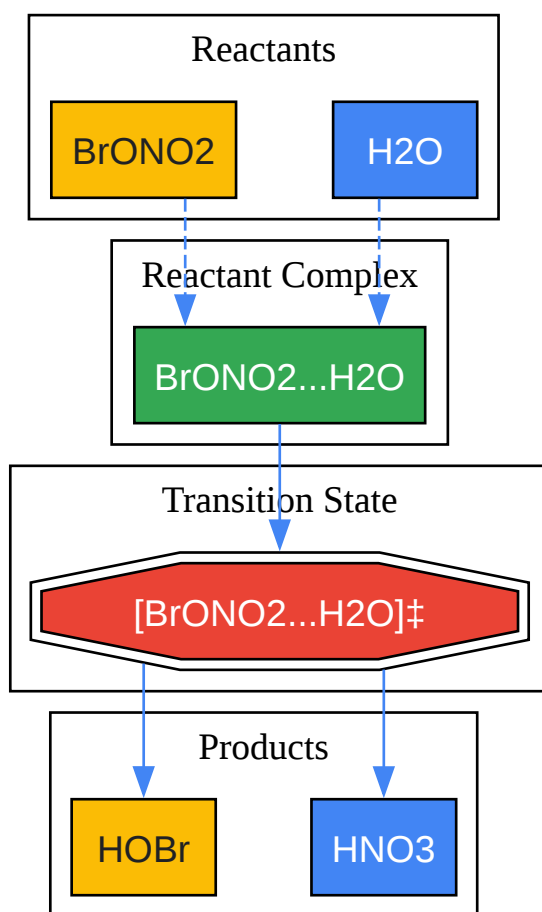 Reactants
BrONO2 H2O
Reactant Complex
BrONO2...H2O
Transition State
[BrONO2...H2O]‡
Products
HOBr HNO3